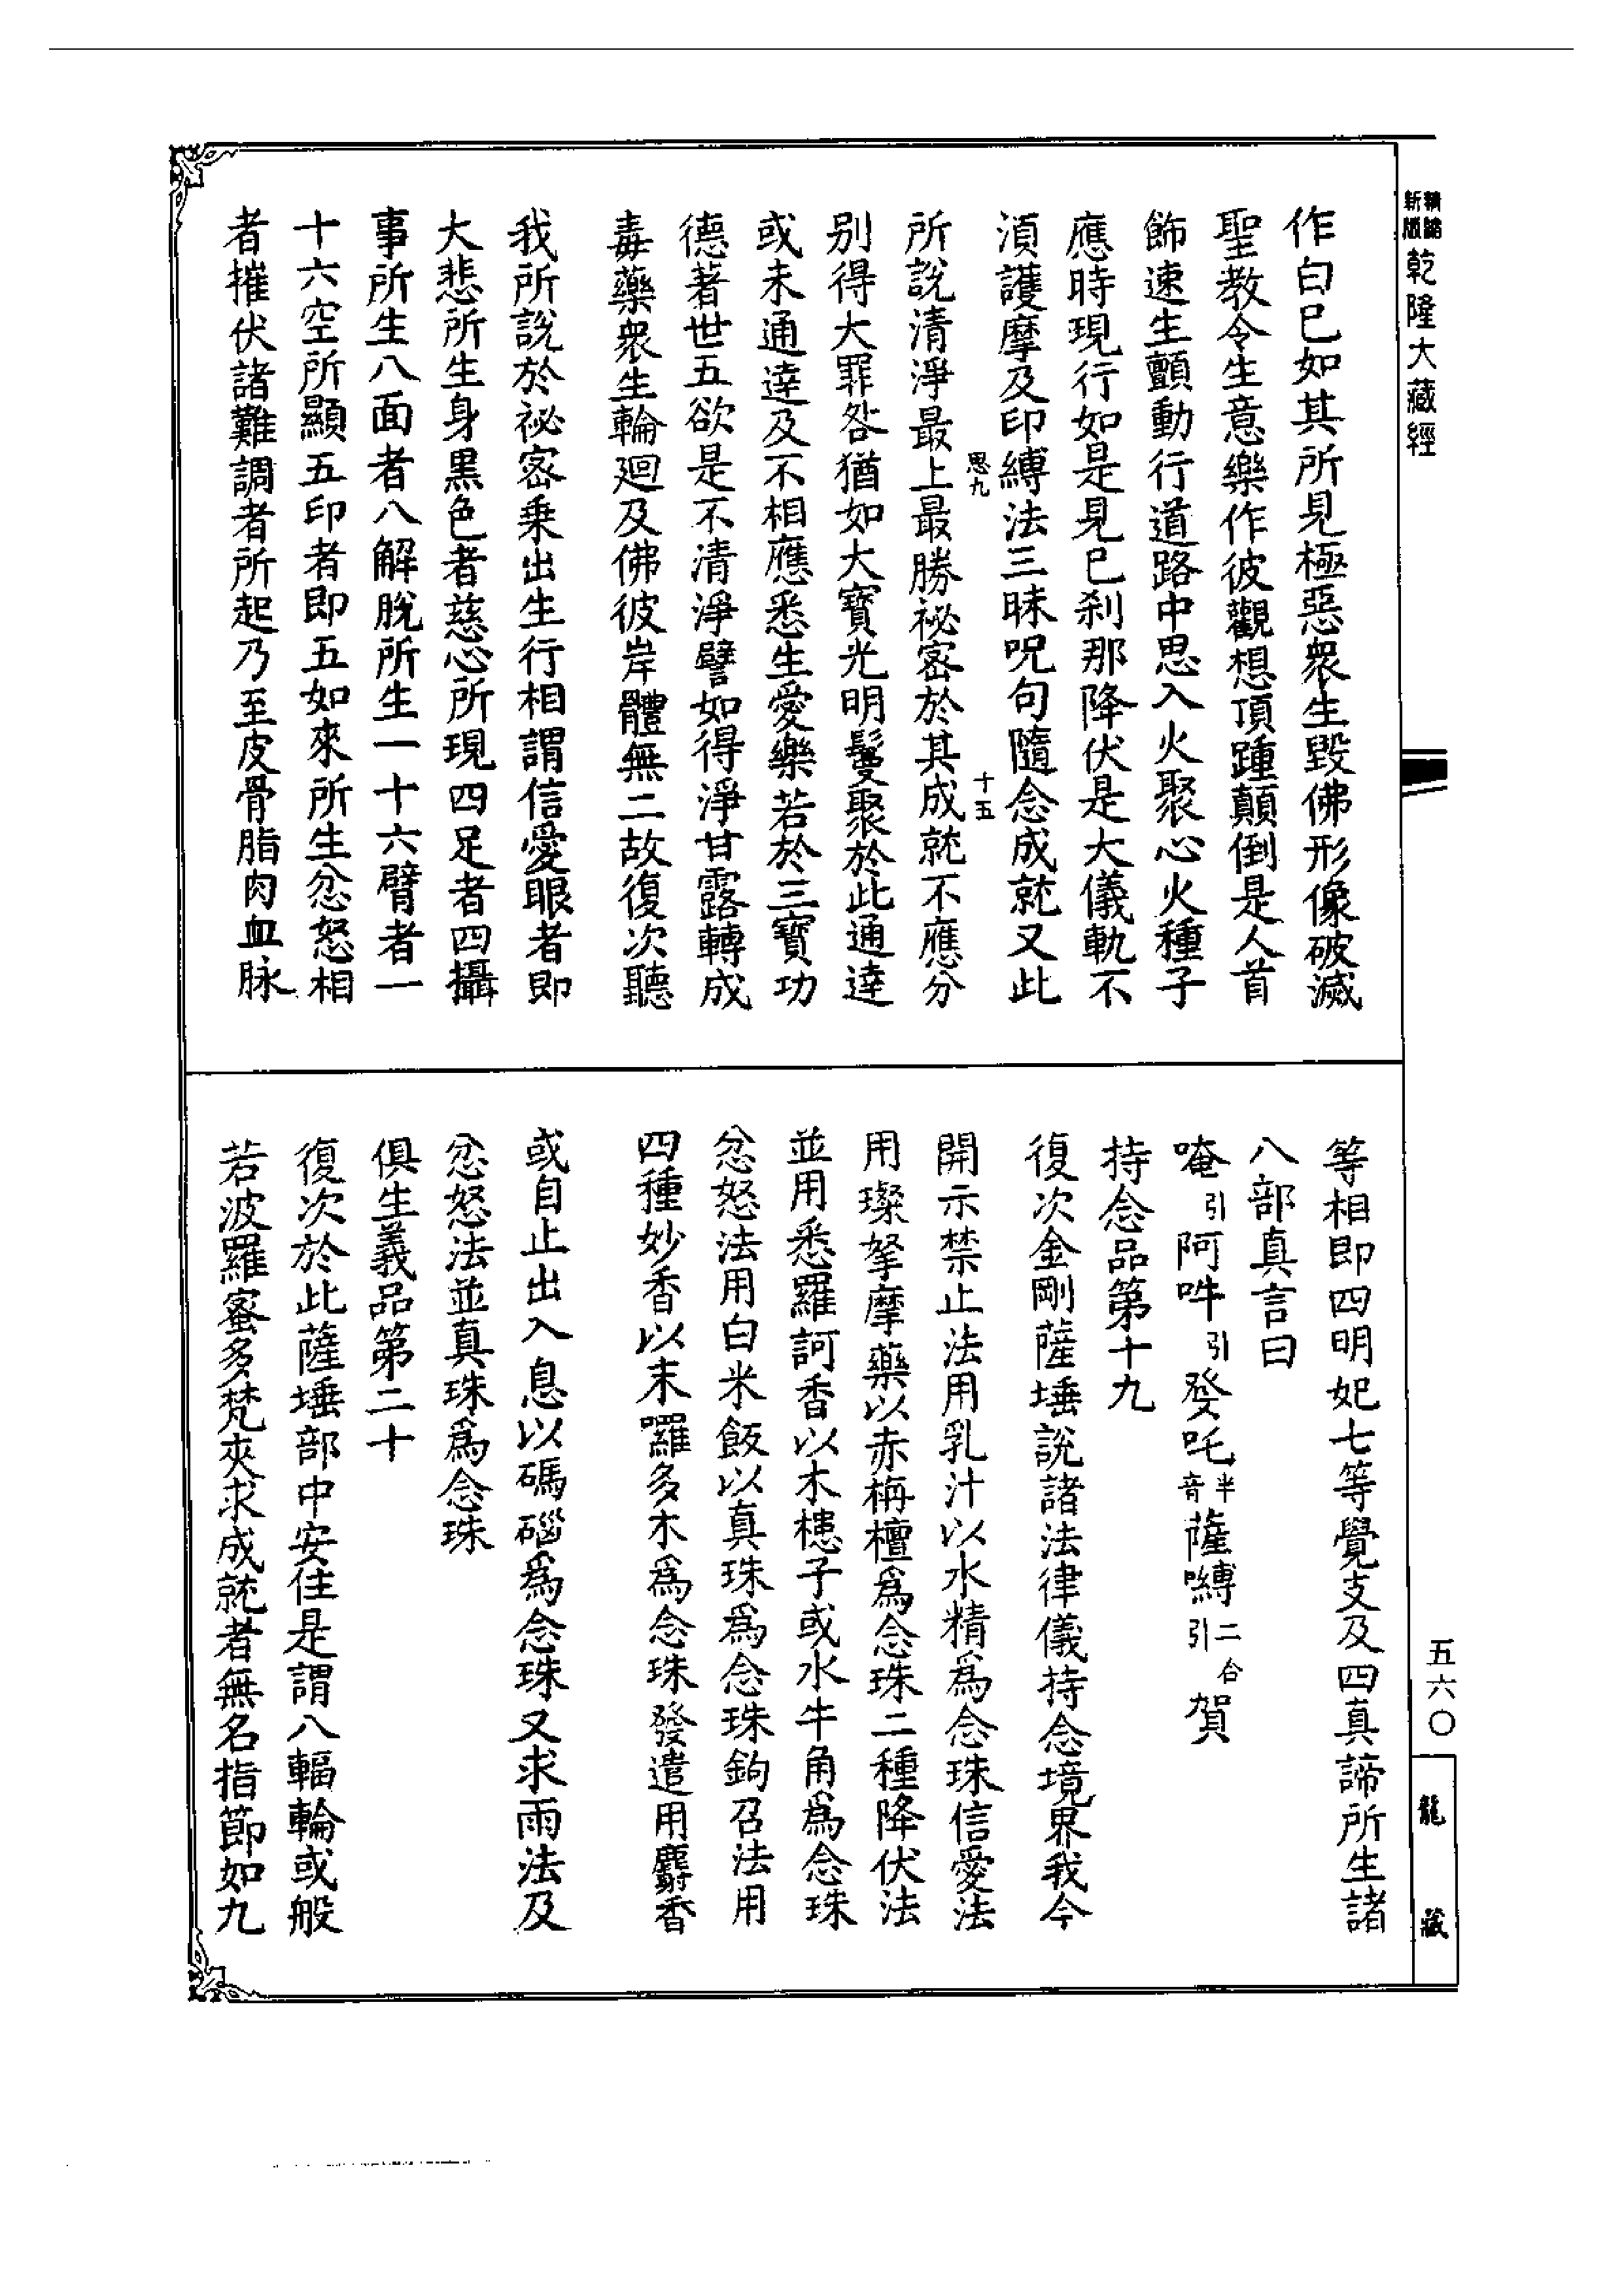 新編
縮版
乾隆大藏經
作白已如其所見極惡衆生毀佛形像破滅
聖教令生意樂作彼觀想頂踵顛倒是人首
飾速生顫動行道路中思入火聚心火種子
應時現行如是見已刹那降伏是大儀軌不
湏護摩及印縛法三昧呪句隨念成就又此
思九
十五
所說清淨最上最勝祕密於其成就不應分
别得大罪咎猶如大寶光明鬘聚於此通達
或未通達及不相應悉生愛樂若於三寶功
德著世五欲是不清淨譬如得淨甘露轉成
毒藥衆生輪廻及佛彼岸體無二故復次聽
我所說於祕密乗出生行相謂信愛眼者即
大悲所生身黒色者慈心所現四足者四攝
事所生八面者八解脫所生一十六臂者一
十六空所顯五印者即五如來所生忿怒相
者摧伏諸難調者所起乃至皮骨脂肉血脉
等相即四明妃七等覺支及四真諦所生諸
八部真言曰
唵引阿吽引發吒半音薩嚩二合引賀
持念品第十九
復次金剛薩埵說諸法律儀持念境界我今
開示禁止法用乳汁以水精爲念珠信愛法
用璨拏摩藥以赤栴檀爲念珠二種降伏法
並用悉羅訶香以木槵子或水牛角爲念珠
忿怒法用白米飯以真珠爲念珠鈎召法用
四種妙香以末囉多木爲念珠發遣用麝香
或自止出入息以碼碯爲念珠又求雨法及
忿怒法並真珠爲念珠
俱生義品第二十
復次於此薩埵部中安住是謂八輻輪或般
若波羅蜜多梵夾求成就者無名指節如九
五六〇
龍藏